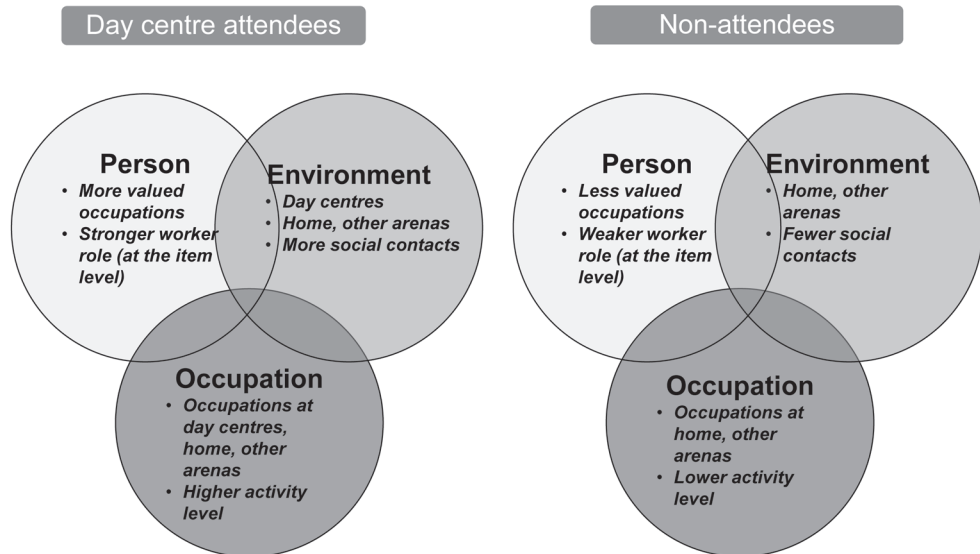 Day centre attendees
Non-attendees
Person
• More valued
occupations
• Stronger worker
role (at the item
level)
Environment
• Day centres
• Home, other arenas
• More social contacts
Occupation
• Occupations at
day centres,
home, other
arenas
• Higher activity
level
Person
• Less valued
occupations
• Weaker worker
role (at the item
level)
Environment
• Home, other
arenas
• Fewer social
contacts
Occupation
• Occupations at
home, other
arenas
• Lower activity
level